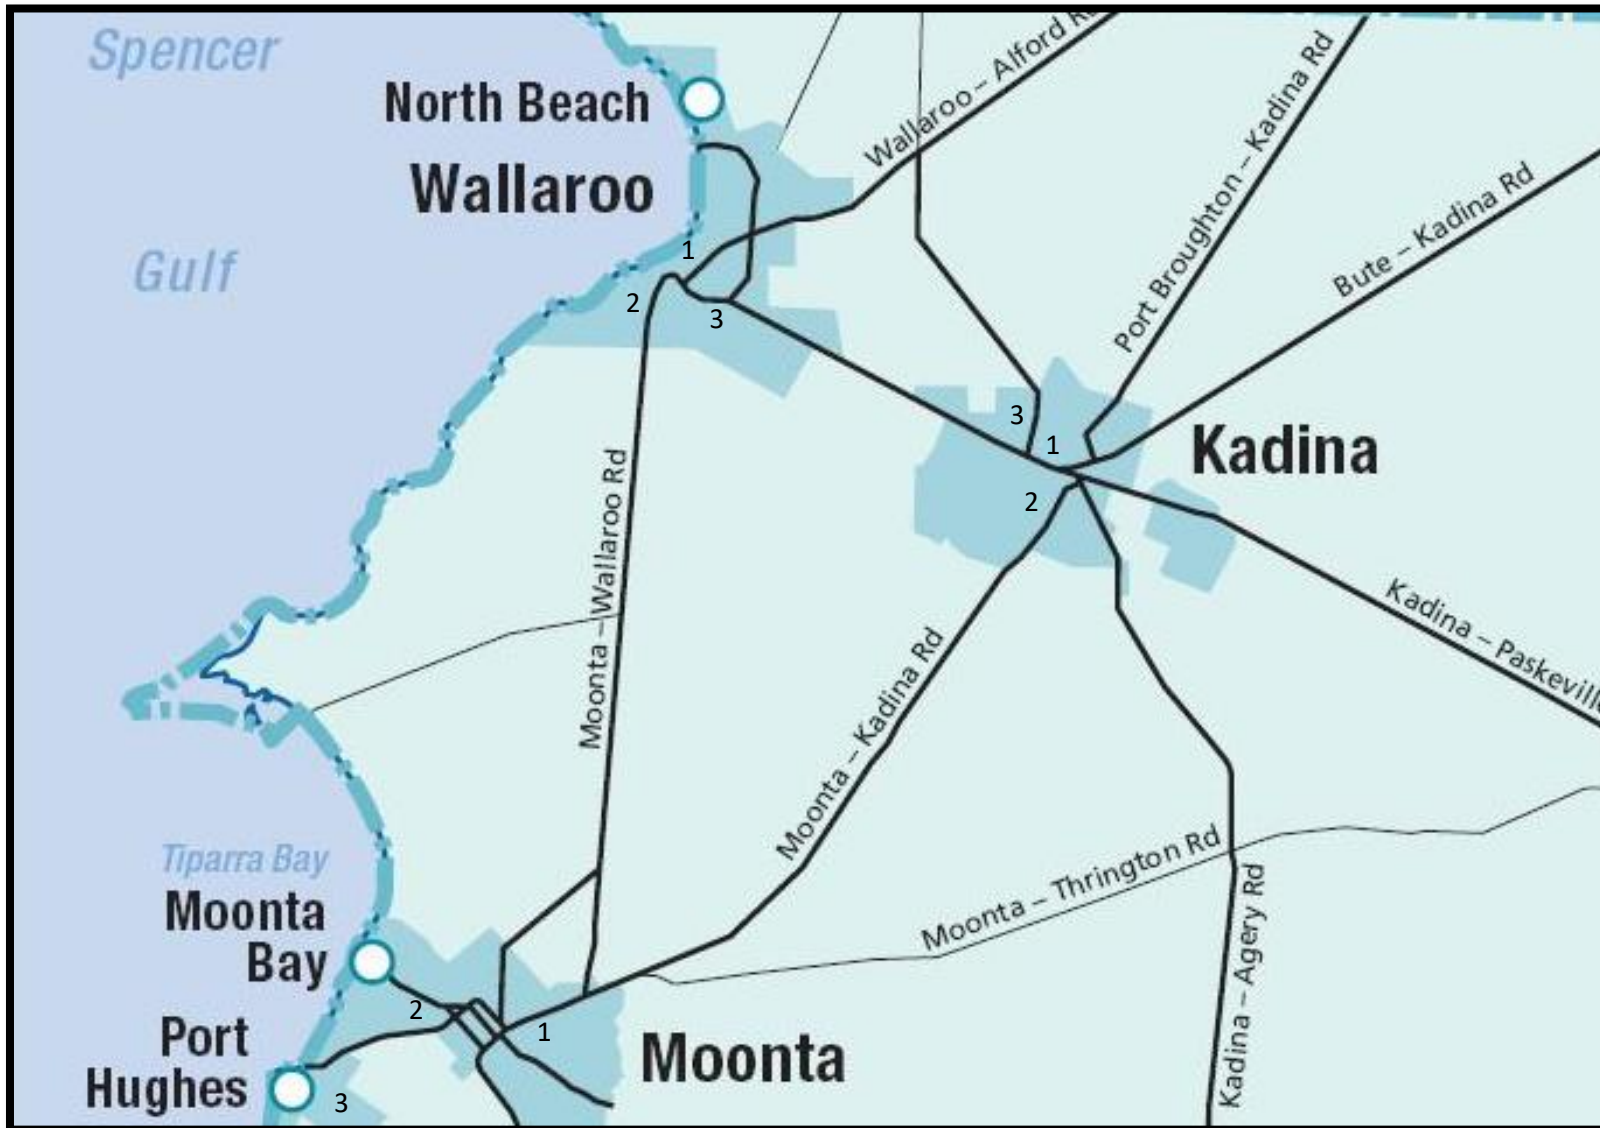 Spencer
North Beach
Wallaroo – Alford Rd
Port Broughton – Kadina Rd
Wallaroo
Bute – Kadina Rd
Gulf
1
2
3
3
1
Kadina
2
Moonta – Wallaroo Rd
Moonta – Kadina Rd
Kadina – Paskeville
Tiparra Bay
Moonta
Bay
Moonta – Thrington Rd
Kadina – Agery Rd
2
1
Port
Hughes
Moonta
3